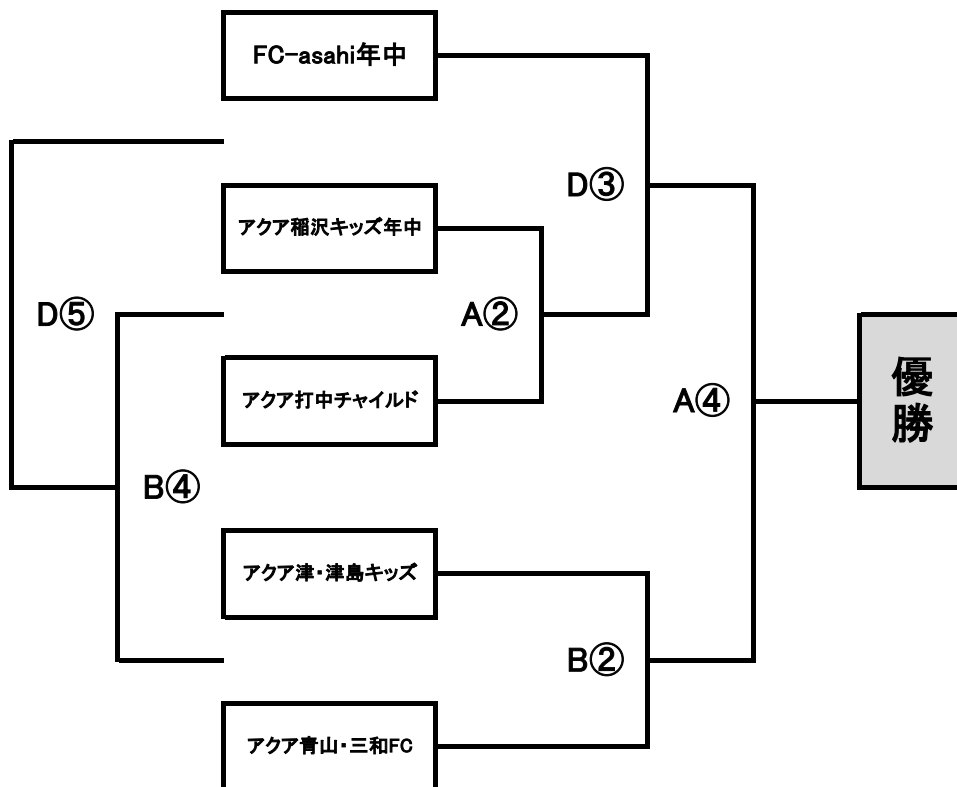 FC-asahi年中
D③
アクア稲沢キッズ年中
D⑤
A②
アクア打中チャイルド
A④
優勝
B④
アクア津・津島キッズ
B②
アクア青山・三和FC